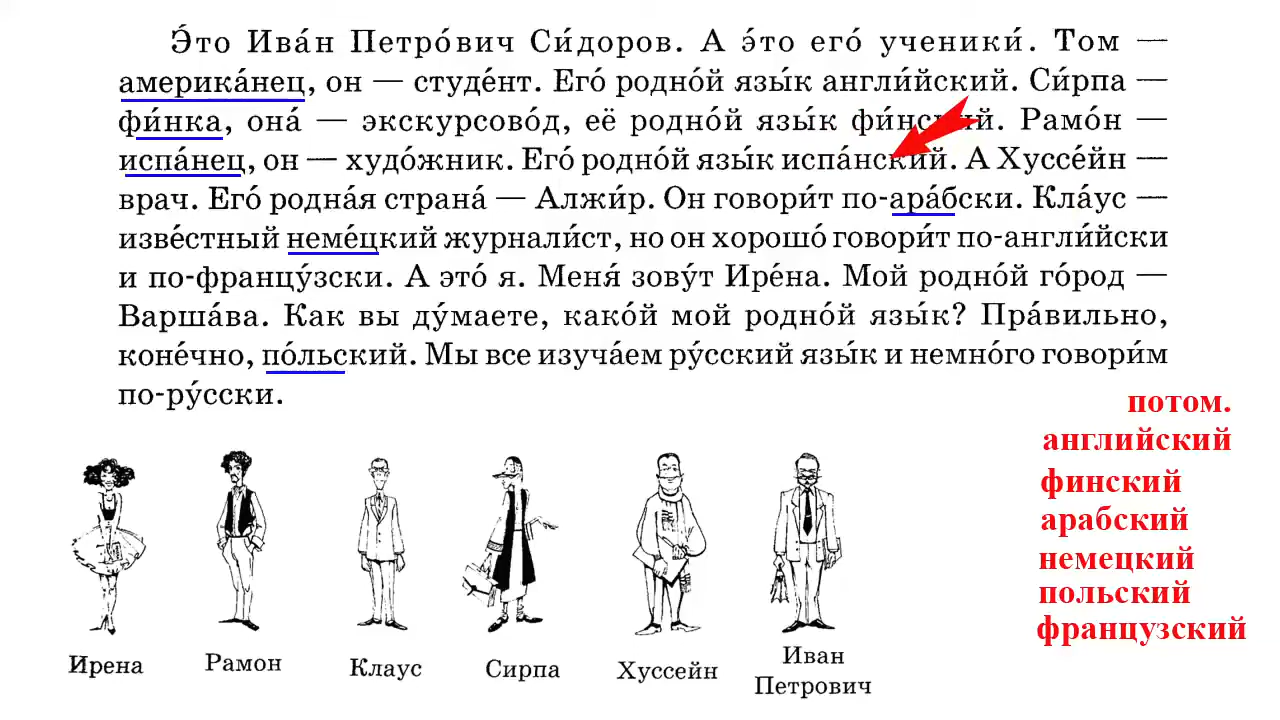 Э́то Ива́н Петро́вич Си́доров. А э́то его́ ученики́. Том —
америка́нец, он — студе́нт. Его́ родно́й язы́к англи́йский. Си́рпа —
фи́нка, она́ — экскурсово́д, её родно́й язы́к фи́нский. Рамо́н —
испа́нец, он — худо́жник. Его́ родно́й язы́к испа́нский. А Хуссе́йн —
врач. Его́ родна́я страна́ — Алжи́р. Он говори́т по-ара́бски. Кла́ус —
изве́стный неме́цкий журнали́ст, но он хорошо́ говори́т по-англи́йски
и по-францу́зски. А это́ я. Меня́ зову́т Ире́на. Мой родно́й го́род —
Варша́ва. Как вы ду́маете, како́й мой родно́й язы́к? Пра́вильно,
коне́чно, по́льский. Мы все изуча́ем ру́сский язы́к и немно́го говори́м
по-ру́сски.
потом.
английский
финский
арабский
немецкий
польский
французский
Ирена Рамон Клаус Сирпа Хуссейн Иван
Петрович